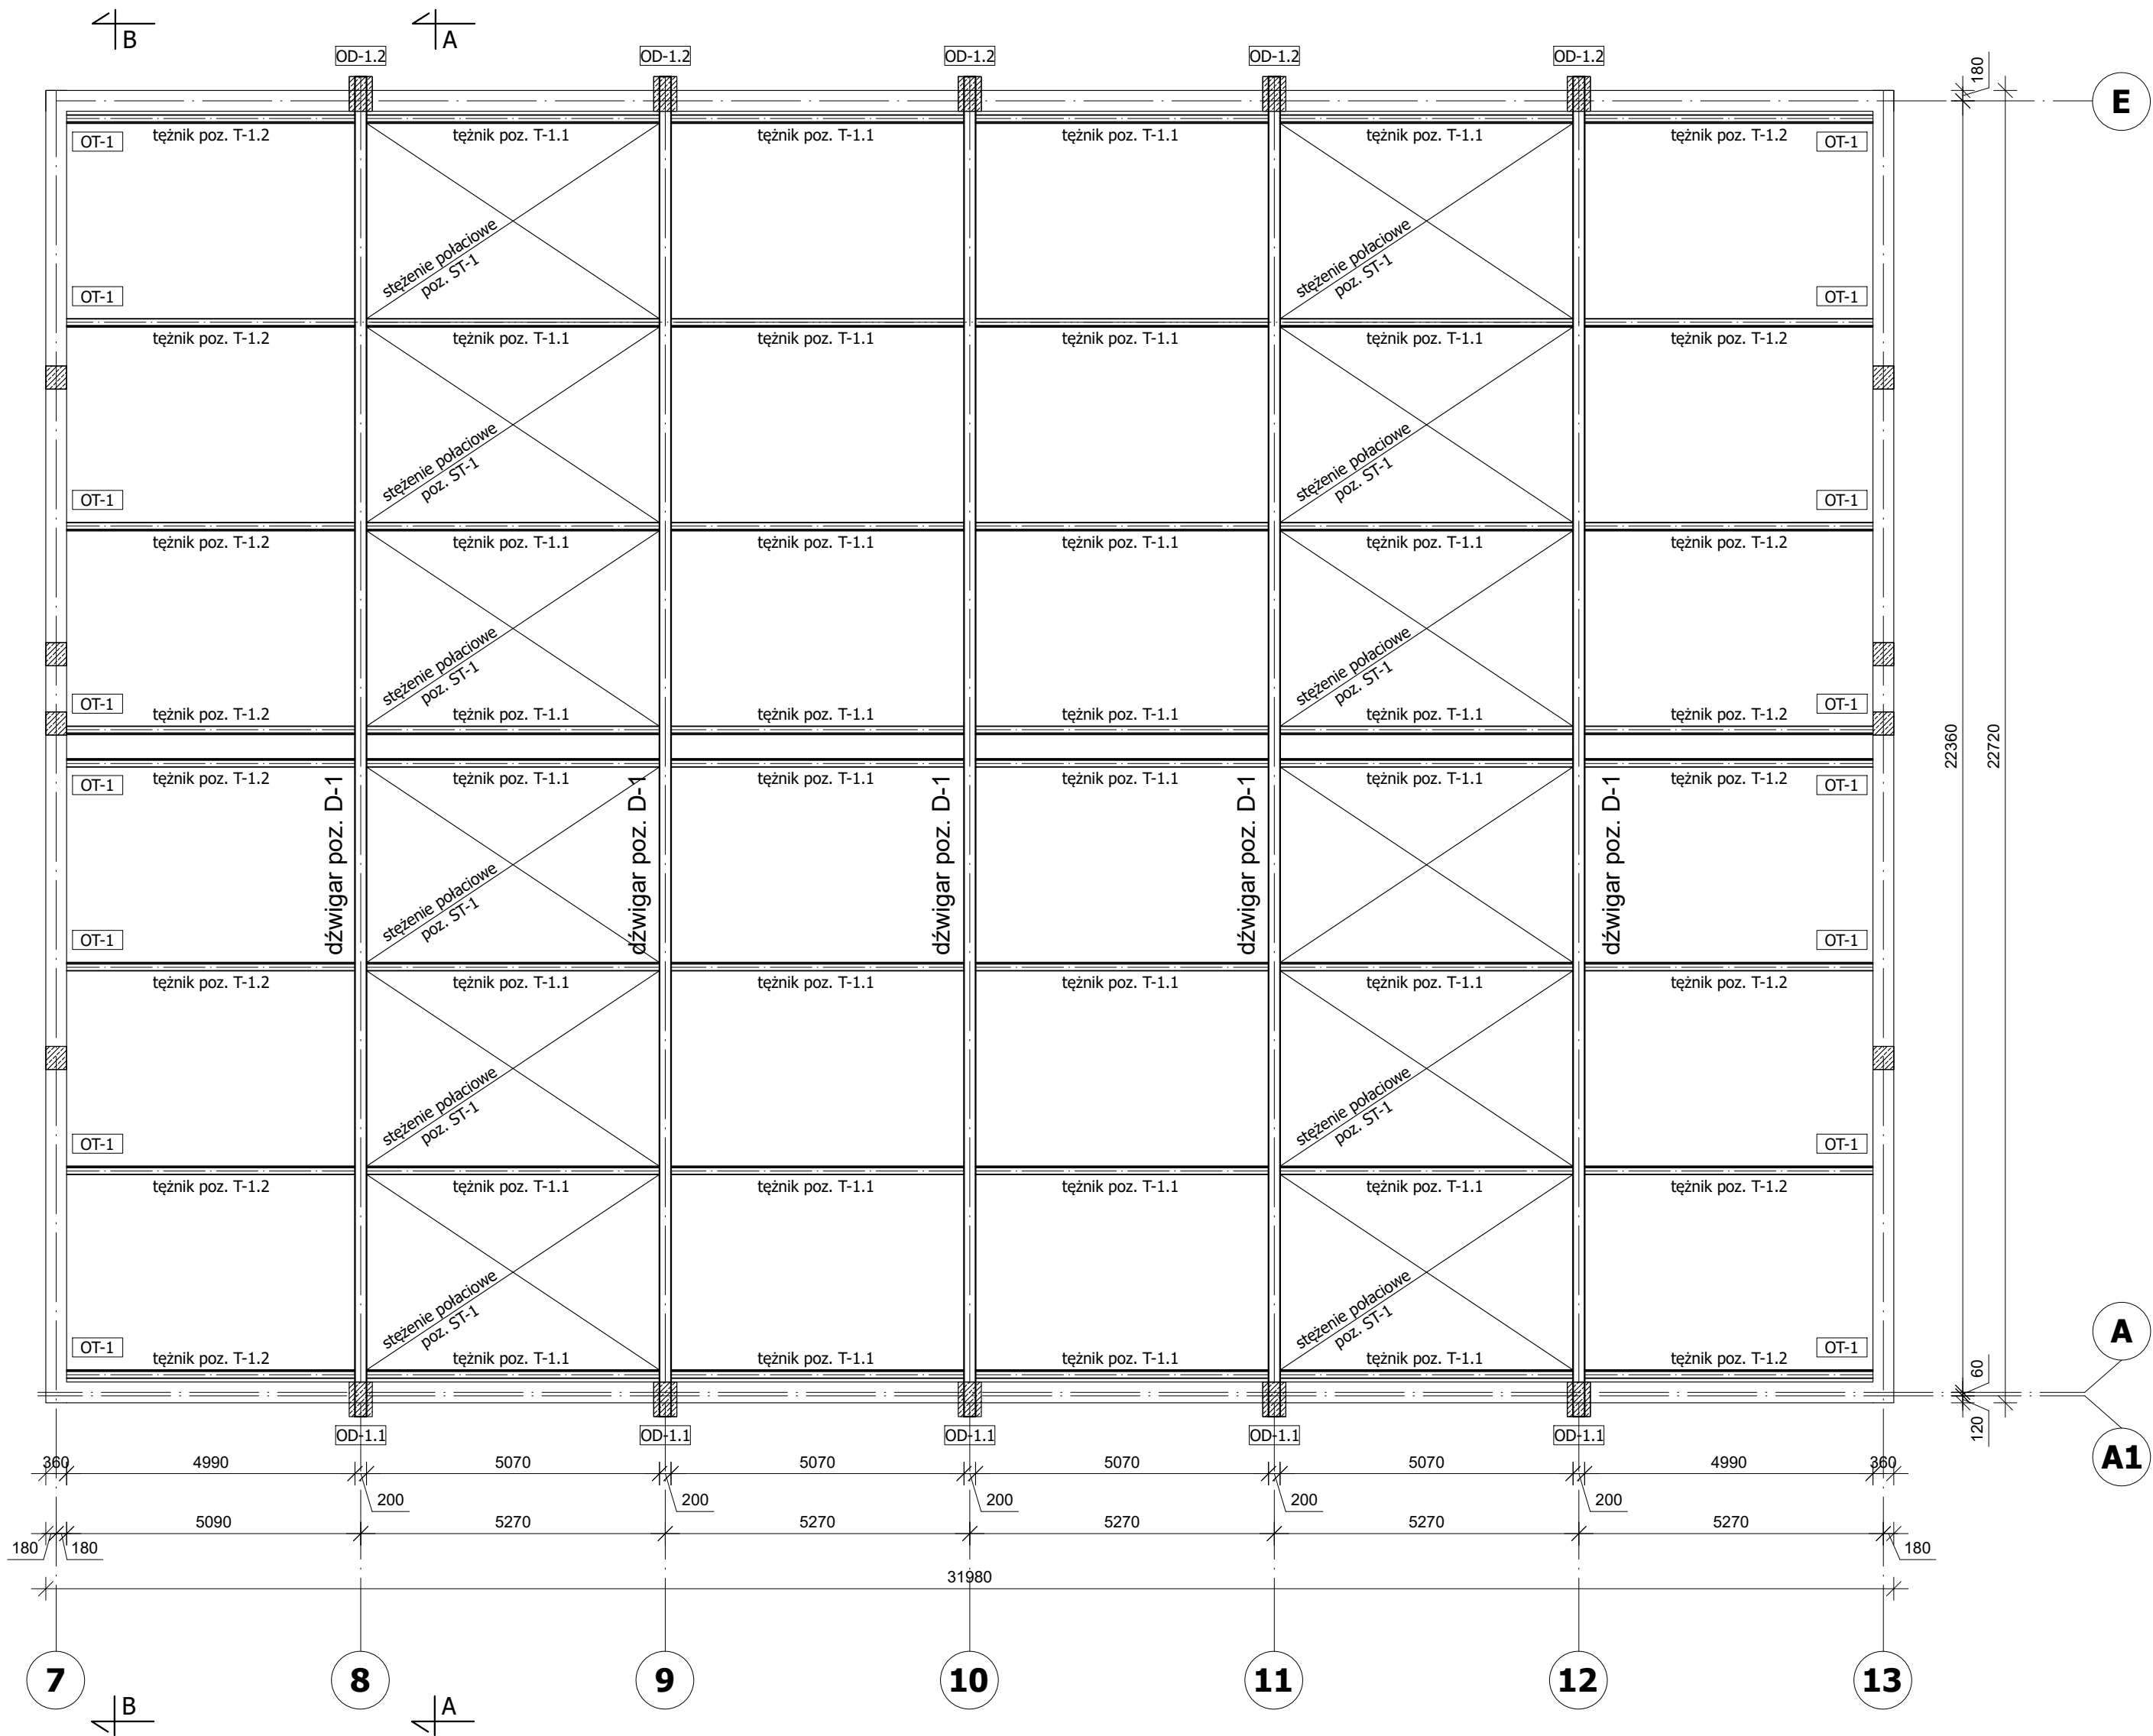 B
A
OD-1.2 OD-1.2 OD-1.2 OD-1.2 OD-1.2
180
E
tężnik poz. T-1.2 tężnik poz. T-1.1 tężnik poz. T-1.1 tężnik poz. T-1.1 tężnik poz. T-1.1 tężnik poz. T-1.2
OT-1 OT-1
stężenie połaciowe
poz. ST-1
stężenie połaciowe
poz. ST-1
OT-1 OT-1
tężnik poz. T-1.2 tężnik poz. T-1.1 tężnik poz. T-1.1 tężnik poz. T-1.1 tężnik poz. T-1.1 tężnik poz. T-1.2
stężenie połaciowe
poz. ST-1
stężenie połaciowe
poz. ST-1
OT-1 OT-1
tężnik poz. T-1.2 tężnik poz. T-1.1 tężnik poz. T-1.1 tężnik poz. T-1.1 tężnik poz. T-1.1 tężnik poz. T-1.2
stężenie połaciowe
poz. ST-1
stężenie połaciowe
poz. ST-1
OT-1 OT-1
tężnik poz. T-1.2 tężnik poz. T-1.1 tężnik poz. T-1.1 tężnik poz. T-1.1 tężnik poz. T-1.1 tężnik poz. T-1.2
22360
22720
tężnik poz. T-1.2 tężnik poz. T-1.1 tężnik poz. T-1.1 tężnik poz. T-1.1 tężnik poz. T-1.1 tężnik poz. T-1.2
OT-1 OT-1
dźwigar poz. D-1
dźwigar poz. D-1
dźwigar poz. D-1
dźwigar poz. D-1
dźwigar poz. D-1
stężenie połaciowe
poz. ST-1
OT-1 OT-1
tężnik poz. T-1.2 tężnik poz. T-1.1 tężnik poz. T-1.1 tężnik poz. T-1.1 tężnik poz. T-1.1 tężnik poz. T-1.2
stężenie połaciowe
poz. ST-1
stężenie połaciowe
poz. ST-1
OT-1 OT-1
tężnik poz. T-1.2 tężnik poz. T-1.1 tężnik poz. T-1.1 tężnik poz. T-1.1 tężnik poz. T-1.1 tężnik poz. T-1.2
stężenie połaciowe
poz. ST-1
stężenie połaciowe
poz. ST-1
OT-1 OT-1
tężnik poz. T-1.2 tężnik poz. T-1.1 tężnik poz. T-1.1 tężnik poz. T-1.1 tężnik poz. T-1.1 tężnik poz. T-1.2
A
60
120
A1
OD-1.1 OD-1.1 OD-1.1 OD-1.1 OD-1.1
360 4990 5070 5070 5070 5070 4990 360
200 200 200 200 200
5090 5270 5270 5270 5270 5270
180 180 180
31980
7 8 9 10 11 12 13
B
A